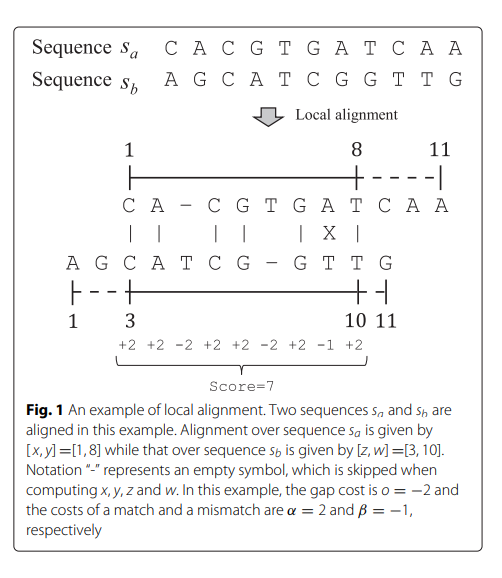 Sequence sa C A C G T G A T C A A
Sequence sb A G C A T C G G T T G
Local alignment
1 8 11
C A - C G T G A T C A A
| | | | | X |
A G C A T C G - G T T G
1 3 10 11
+2 +2 -2 +2 +2 -2 +2 -1 +2
Score=7
Fig. 1 An example of local alignment. Two sequences sa and sb are
aligned in this example. Alignment over sequence sa is given by
[x, y] =[1, 8] while that over sequence sb is given by [z, w] =[3, 10].
Notation "-" represents an empty symbol, which is skipped when
computing x, y, z and w. In this example, the gap cost is o = −2 and
the costs of a match and a mismatch are α = 2 and β = −1,
respectively